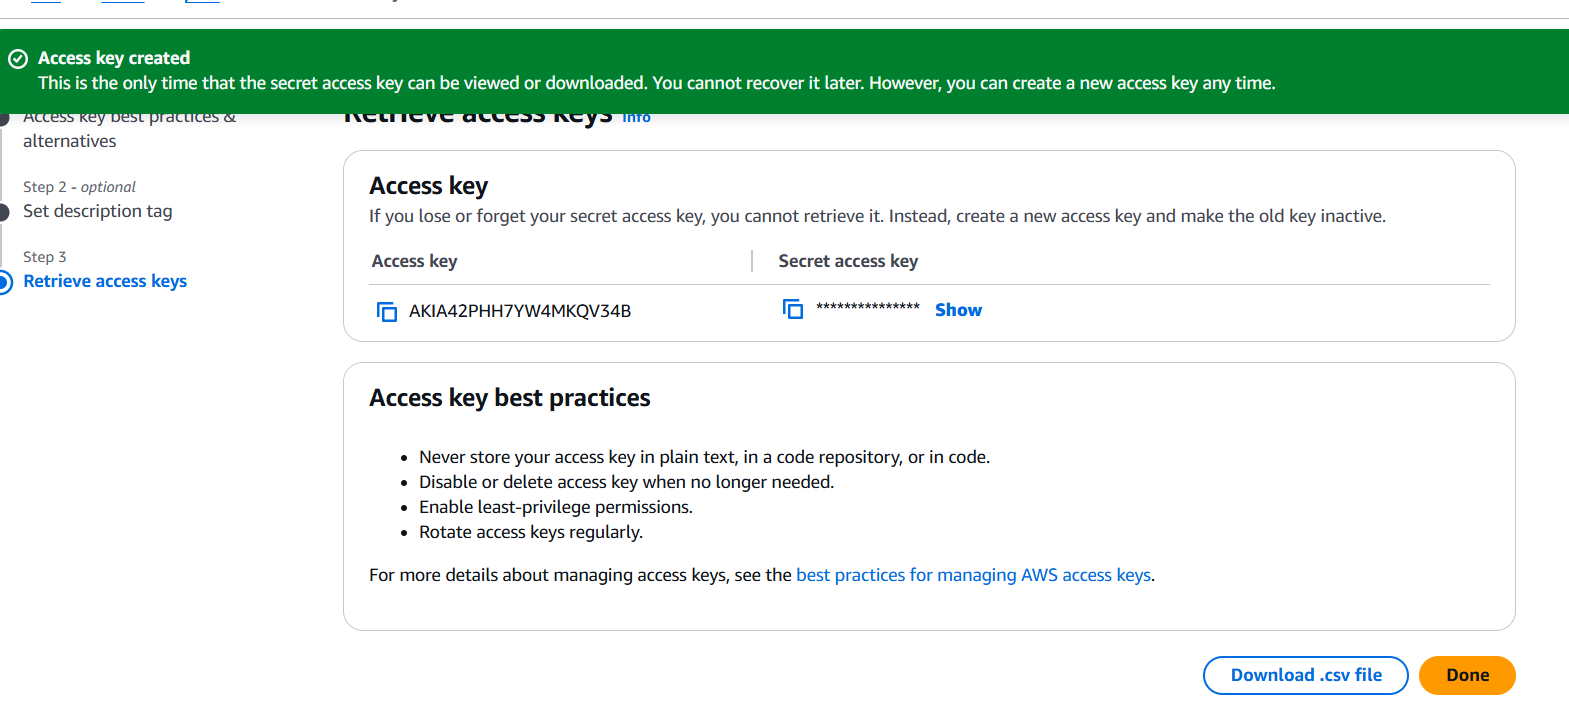 Access key created
This is the only time that the secret access key can be viewed or downloaded. You cannot recover it later. However, you can create a new access key any time.
Access key best practices &
alternatives
Step 2 - optional
Set description tag
Step 3
Retrieve access keys
Retrieve access keys Info
Access key
If you lose or forget your secret access key, you cannot retrieve it. Instead, create a new access key and make the old key inactive.
Access key
Secret access key
AKIA42PHH7YW4MKQV34B
*************** Show
Access key best practices
• Never store your access key in plain text, in a code repository, or in code.
• Disable or delete access key when no longer needed.
• Enable least-privilege permissions.
• Rotate access keys regularly.
For more details about managing access keys, see the best practices for managing AWS access keys.
Download .csv file
Done